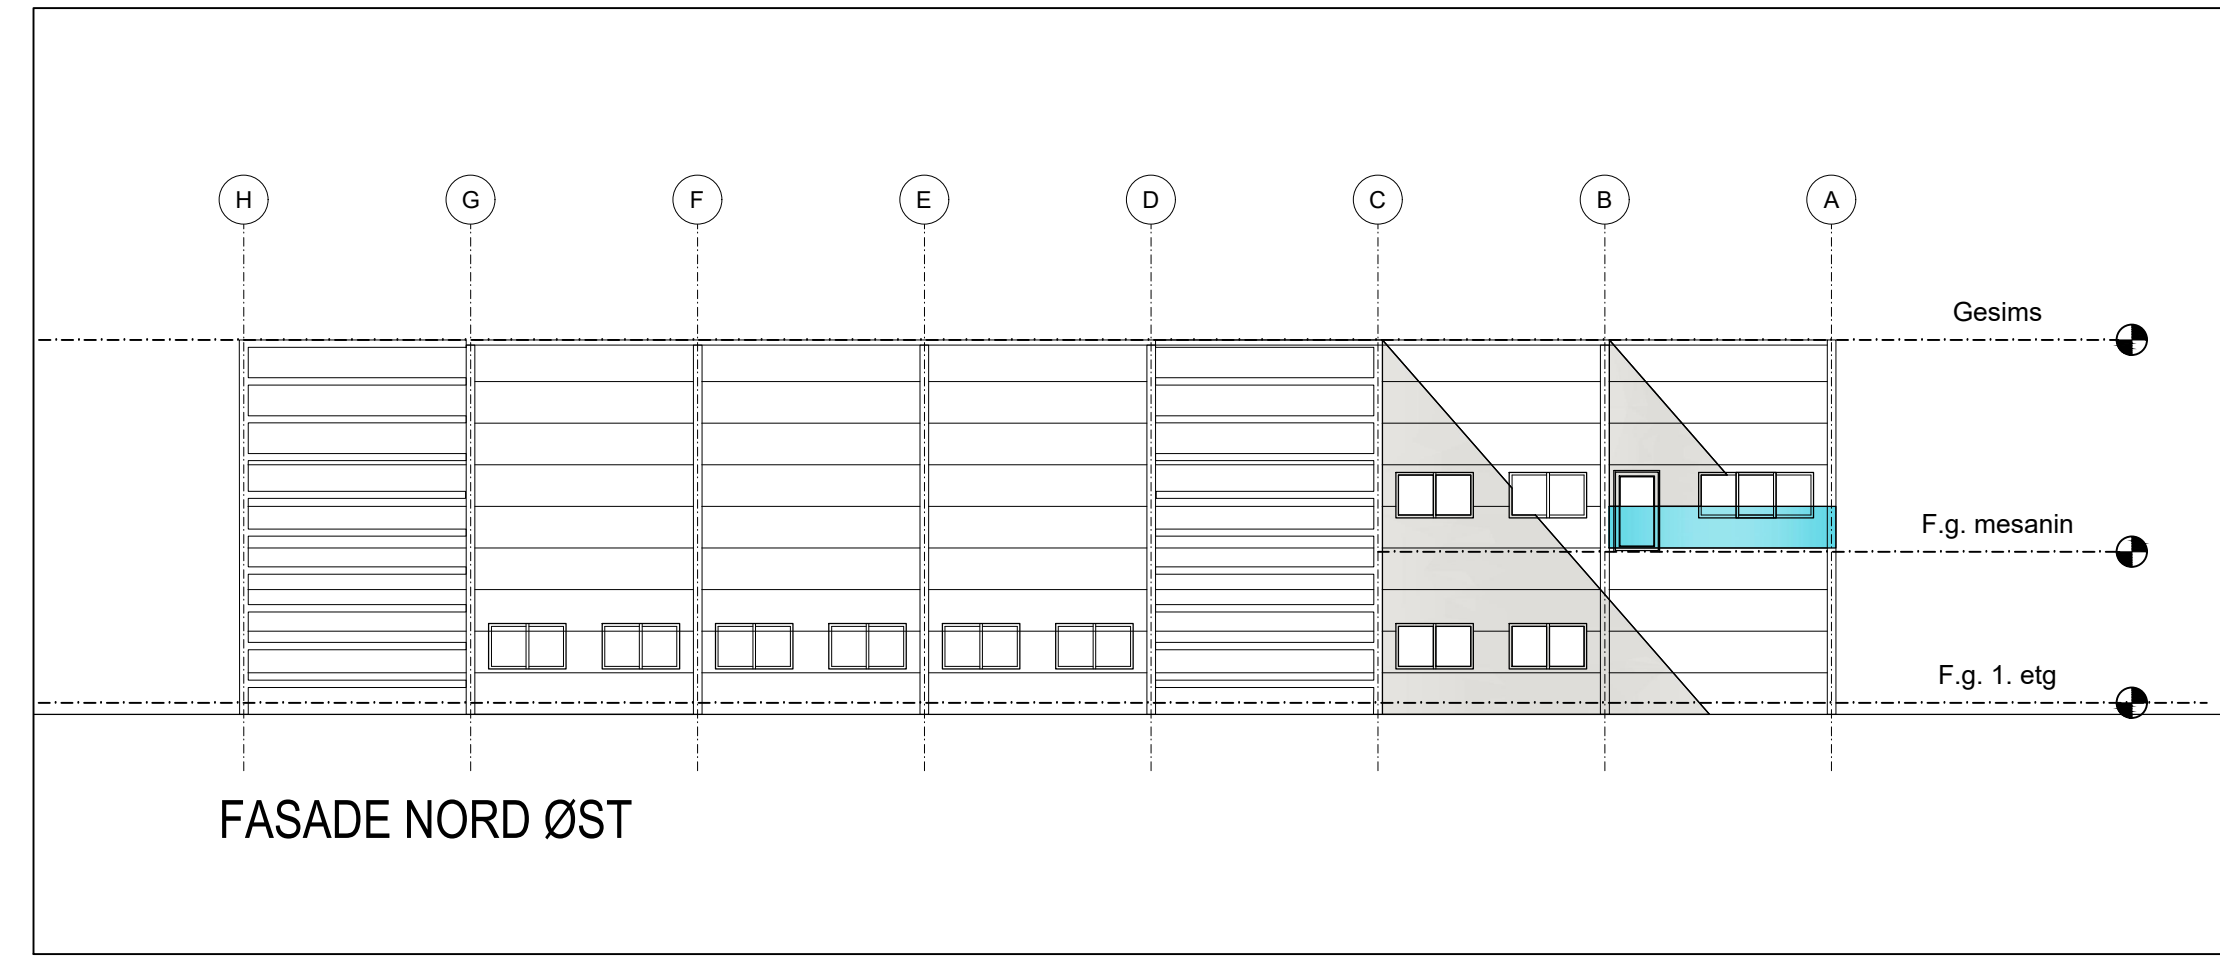 H G F E D C B A
Gesims
F.g. mesanin
F.g. 1. etg
FASADE NORD ØST